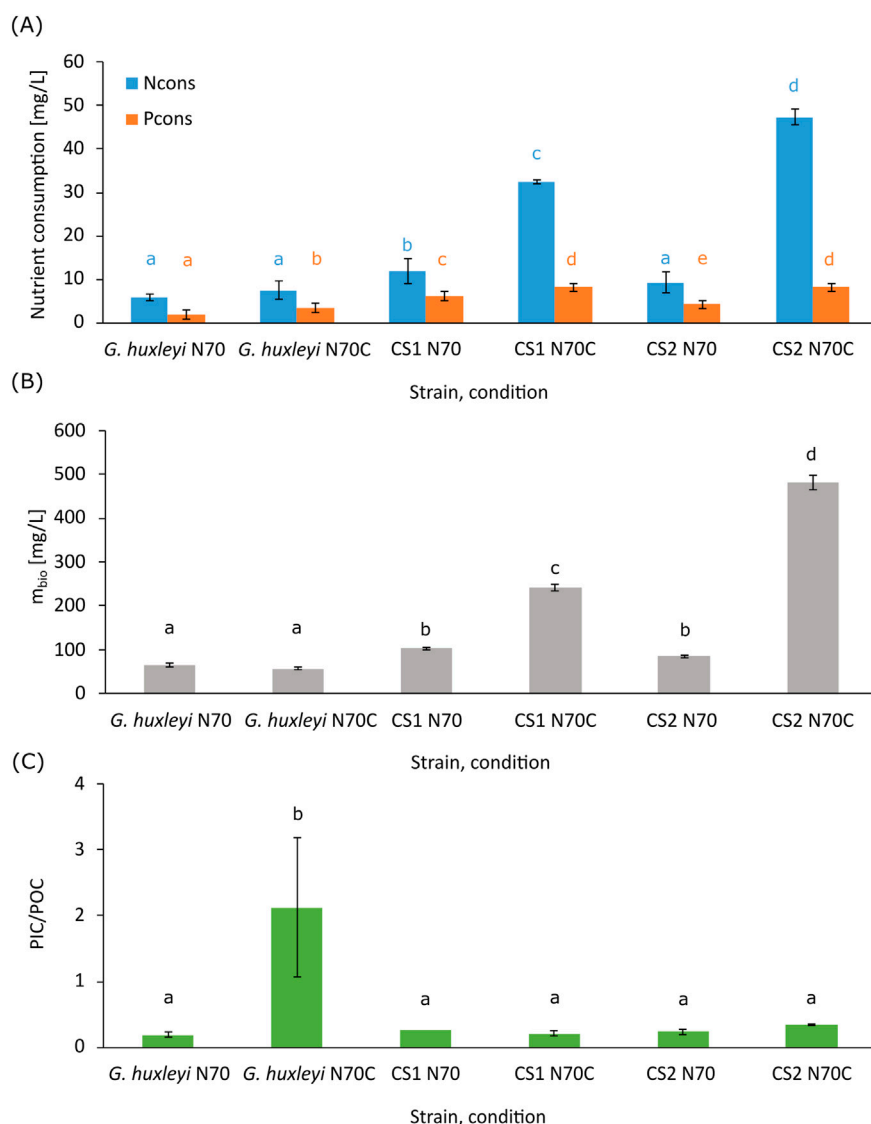 (A)
Nutrient consumption [mg/L]
60
50
40
30
20
10
0
Ncons
Pcons
a a a b b c c d a e d d
G. huxleyi N70 G. huxleyi N70C CS1 N70 CS1 N70C CS2 N70 CS2 N70C
Strain, condition
(B)
mbio [mg/L]
600
500
400
300
200
100
0
a a b c b d
G. huxleyi N70 G. huxleyi N70C CS1 N70 CS1 N70C CS2 N70 CS2 N70C
Strain, condition
(C)
PIC/POC
4
3
2
1
0
a b a a a a
G. huxleyi N70 G. huxleyi N70C CS1 N70 CS1 N70C CS2 N70 CS2 N70C
Strain, condition